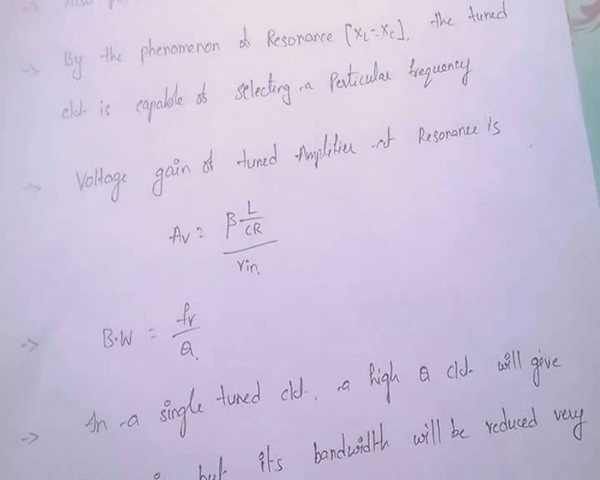 -> By the phenomenon of Resonance [XL=XC], the tuned
ckt. is capable of selecting a Perticular frequency
-> Voltage gain of tuned Amplifier at Resonance is
Av = β L/CR / rin.
-> B.W = fr/Q.
-> In a single tuned ckt, a high Q ckt. will give
but its bandwidth will be reduced very